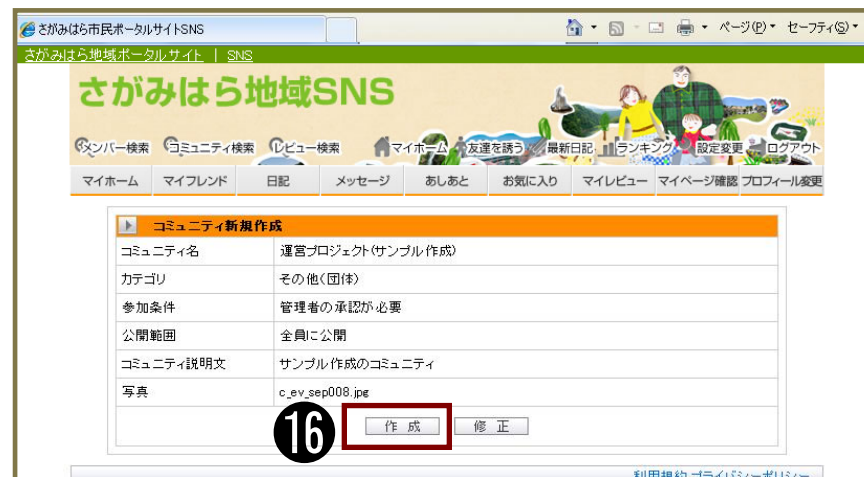 さがみはら市民ポータルサイトSNS
ページ(P) セーフティ(S)
さがみはら地域ポータルサイト | SNS
さがみはら地域SNS
メンバー検索 コミュニティ検索 レビュー検索 マイホーム 友達を誘う 最新日記 ランキング 設定変更 ログアウト
マイホーム マイフレンド 日記 メッセージ あしあと お気に入り マイレビュー マイページ確認 プロフィール変更
コミュニティ新規作成
コミュニティ名 運営プロジェクト(サンプル作成)
カテゴリ その他(団体)
参加条件 管理者の承認が必要
公開範囲 全員に公開
コミュニティ説明文 サンプル作成のコミュニティ
写真 c_ev_sep008.jpg
⓰ 作 成 修 正
利用規約 プライバシーポリシー